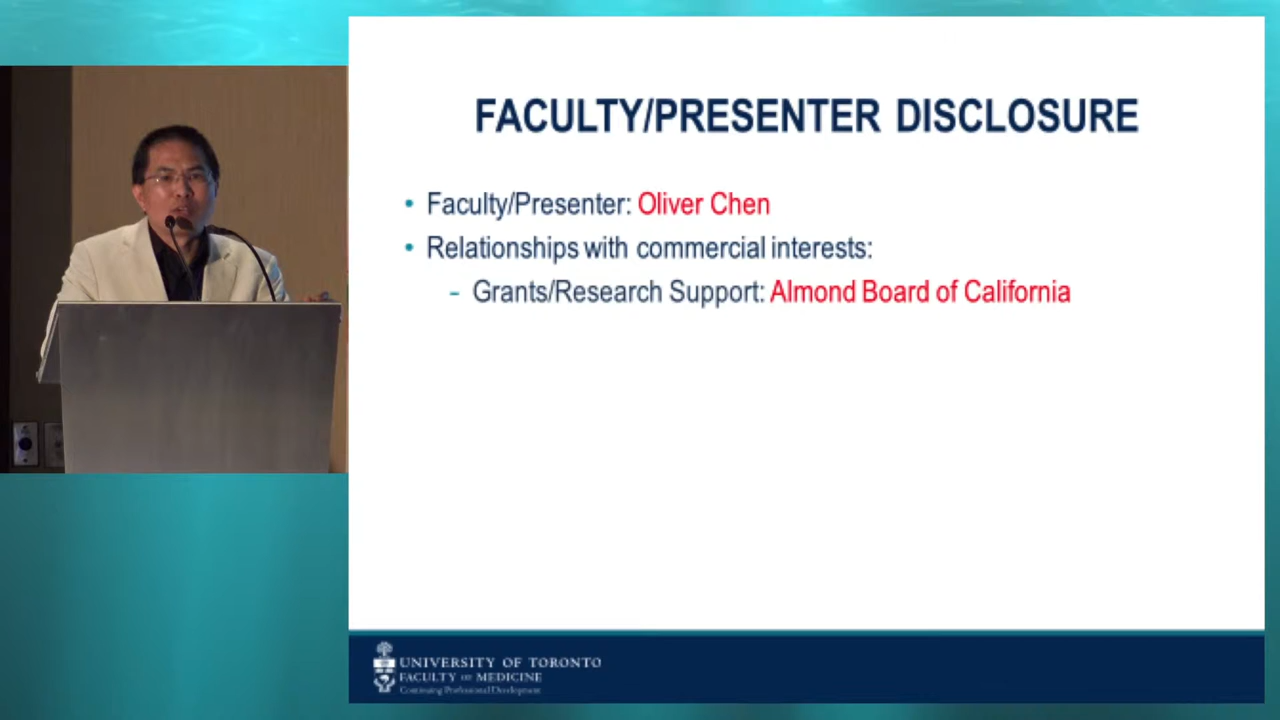 FACULTY/PRESENTER DISCLOSURE
• Faculty/Presenter: Oliver Chen
• Relationships with commercial interests:
– Grants/Research Support: Almond Board of California
UNIVERSITY OF TORONTO
FACULTY OF MEDICINE
Continuing Professional Development